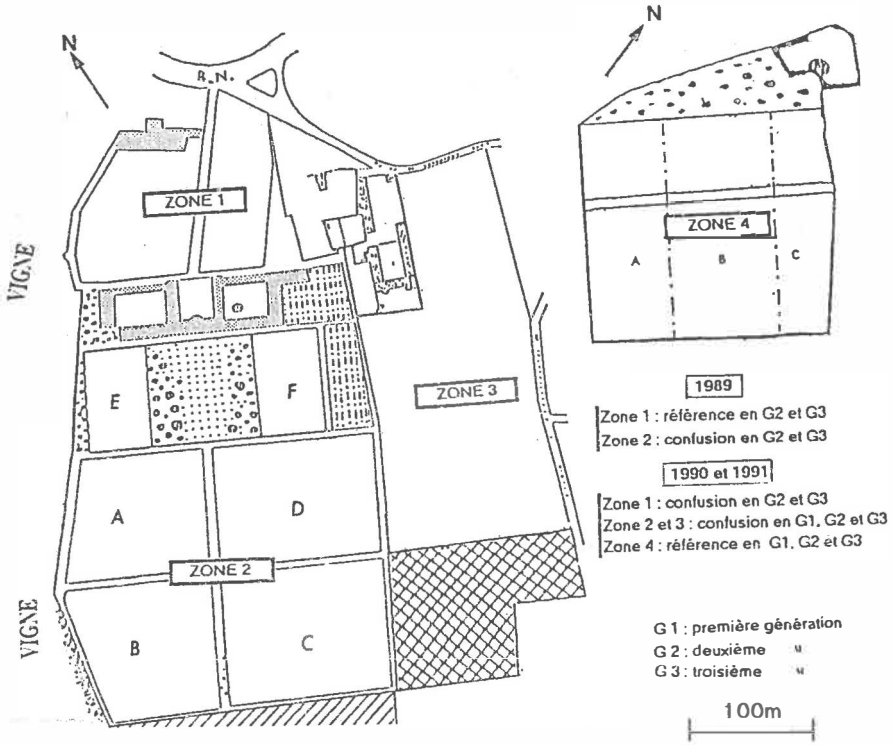 N
R.N.
N
ZONE 1
ZONE 4
A
B
C
VIGNE
E
F
ZONE 3
1989
Zone 1 : référence en G2 et G3
Zone 2 : confusion en G2 et G3
1990 et 1991
Zone 1 : confusion en G2 et G3
Zone 2 et 3 : confusion en G1, G2 et G3
Zone 4 : référence en G1, G2 et G3
A
D
ZONE 2
VIGNE
B
C
G 1 : première génération
G 2 : deuxième "
G 3 : troisième "
100m